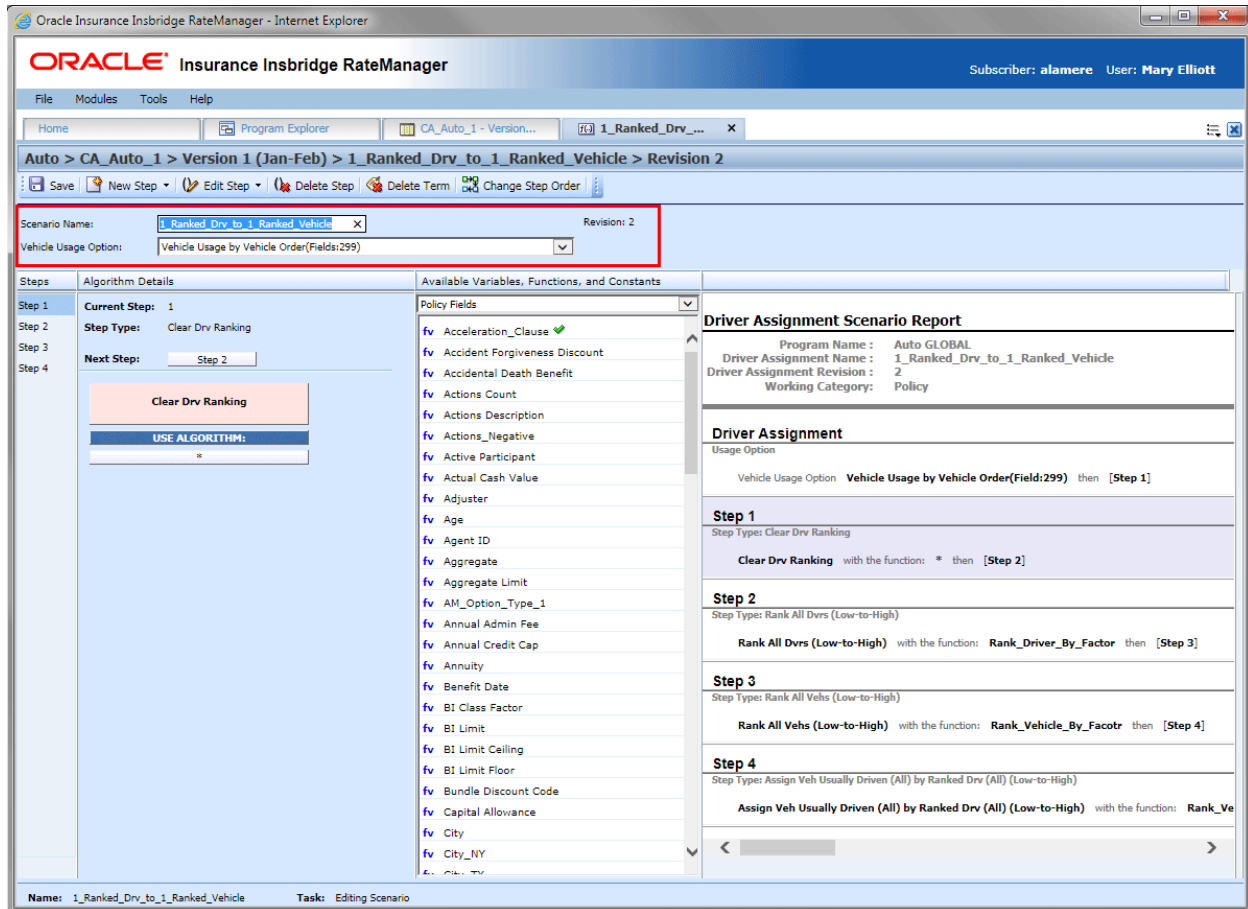 Oracle Insurance Insbridge RateManager - Internet Explorer
ORACLE® Insurance Insbridge RateManager
Subscriber: alamere User: Mary Elliott
File Modules Tools Help
Home Program Explorer CA_Auto_1 - Version... f() 1_Ranked_Drv_... X
Auto > CA_Auto_1 > Version 1 (Jan-Feb) > 1_Ranked_Drv_to_1_Ranked_Vehicle > Revision 2
Save New Step Edit Step Delete Step Delete Term Change Step Order
Scenario Name: 1_Ranked_Drv_to_1_Ranked_Vehicle X Revision: 2
Vehicle Usage Option: Vehicle Usage by Vehicle Order(Fields:299)
Steps
Step 1
Step 2
Step 3
Step 4
Algorithm Details
Current Step: 1
Step Type: Clear Drv Ranking
Next Step: Step 2
Clear Drv Ranking
USE ALGORITHM:
*
Available Variables, Functions, and Constants
Policy Fields
fv Acceleration_Clause
fv Accident Forgiveness Discount
fv Accidental Death Benefit
fv Actions Count
fv Actions Description
fv Actions_Negative
fv Active Participant
fv Actual Cash Value
fv Adjuster
fv Age
fv Agent ID
fv Aggregate
fv Aggregate Limit
fv AM_Option_Type_1
fv Annual Admin Fee
fv Annual Credit Cap
fv Annuity
fv Benefit Date
fv BI Class Factor
fv BI Limit
fv BI Limit Ceiling
fv BI Limit Floor
fv Bundle Discount Code
fv Capital Allowance
fv City
fv City_NY
Driver Assignment Scenario Report
Program Name : Auto GLOBAL
Driver Assignment Name : 1_Ranked_Drv_to_1_Ranked_Vehicle
Driver Assignment Revision : 2
Working Category: Policy
Driver Assignment
Usage Option
Vehicle Usage Option Vehicle Usage by Vehicle Order(Field:299) then [Step 1]
Step 1
Step Type: Clear Drv Ranking
Clear Drv Ranking with the function: * then [Step 2]
Step 2
Step Type: Rank All Dvrs (Low-to-High)
Rank All Dvrs (Low-to-High) with the function: Rank_Driver_By_Factor then [Step 3]
Step 3
Step Type: Rank All Vehs (Low-to-High)
Rank All Vehs (Low-to-High) with the function: Rank_Vehicle_By_Facotr then [Step 4]
Step 4
Step Type: Assign Veh Usually Driven (All) by Ranked Drv (All) (Low-to-High)
Assign Veh Usually Driven (All) by Ranked Drv (All) (Low-to-High) with the function: Rank_Ve
Name: 1_Ranked_Drv_to_1_Ranked_Vehicle Task: Editing Scenario